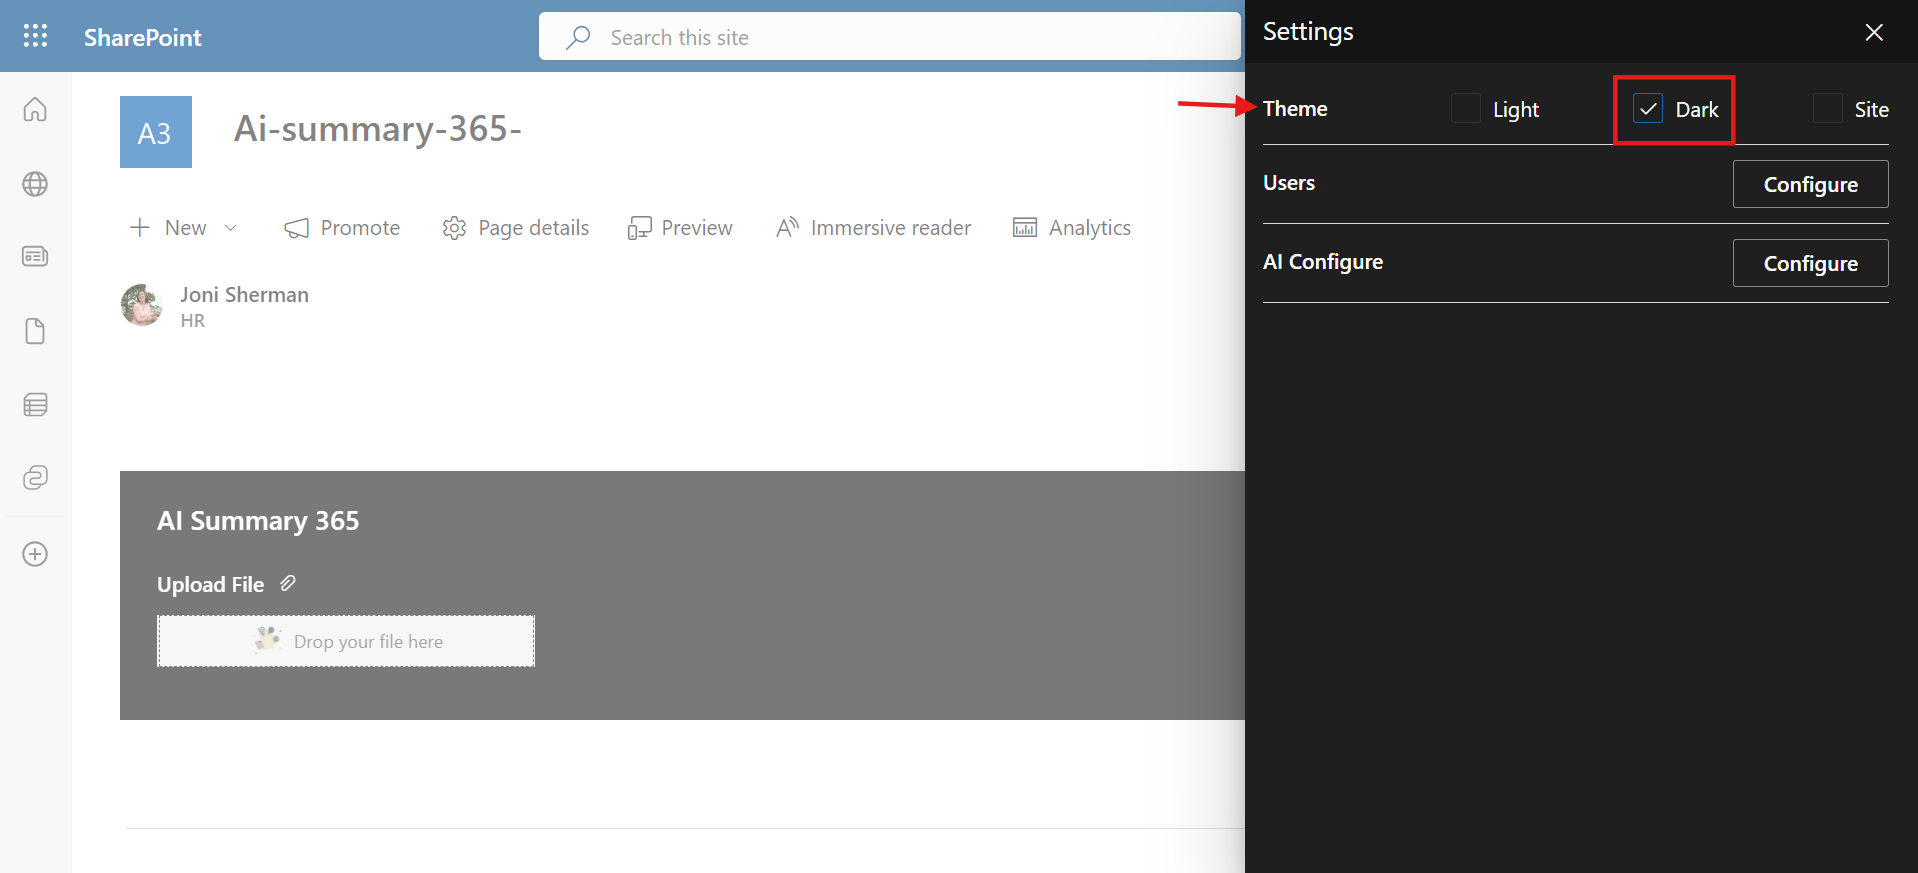 SharePoint
Search this site
Settings
A3
Ai-summary-365-
Theme
Light
Dark
Site
Users
Configure
AI Configure
Configure
New
Promote
Page details
Preview
Immersive reader
Analytics
Joni Sherman
HR
AI Summary 365
Upload File
Drop your file here